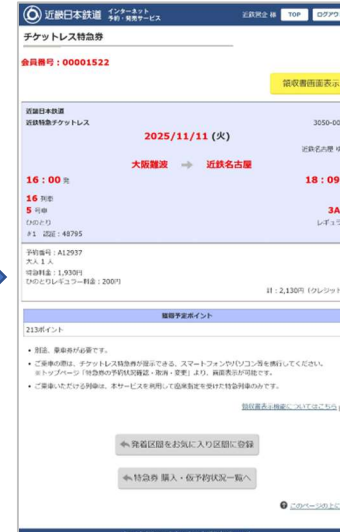 近畿日本鉄道 インターネット
予約・発売サービス
TOP
チケットレス特急券
会員番号：00001522
領収書画面表示
近畿日本鉄道
近鉄特急チケットレス
2025/11/11 (火)
大阪難波 ➡ 近鉄名古屋
16：00 発 18：09
16 列車
5 号車 3A
ひのとり レギュラ
#1 認証：48795
予約番号：A12937
大人 1 人
特急料金：1,930円
ひのとりレギュラー料金：200円
計：2,130円 (クレジッ
獲得予定ポイント
213ポイント
• 別途、乗車券が必要です。
• ご乗車の際は、チケットレス特急券が提示できる、スマートフォンやパソコン等を携行してください。
※トップページ「特急券の予約状況確認・取消・変更」より、画面表示が可能です。
• ご乗車いただける列車は、本サービスを利用して座席指定を受けた特急列車のみです。
領収書表示機能についてはこちら
発着区間をお気に入り区間に登録
特急券 購入・仮予約状況一覧へ
このページの上に